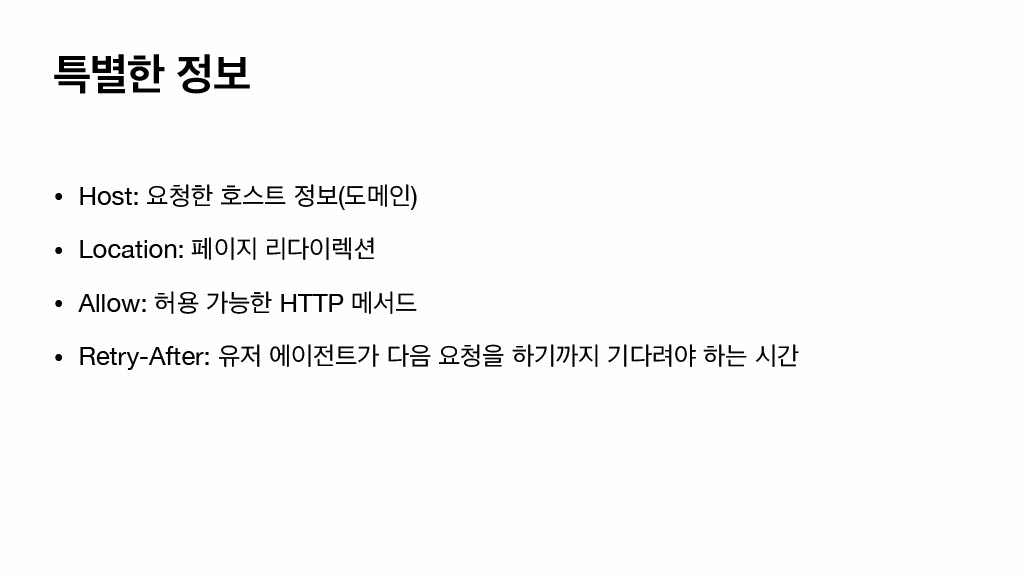 특별한 정보
• Host: 요청한 호스트 정보(도메인)
• Location: 페이지 리다이렉션
• Allow: 허용 가능한 HTTP 메서드
• Retry-After: 유저 에이전트가 다음 요청을 하기까지 기다려야 하는 시간